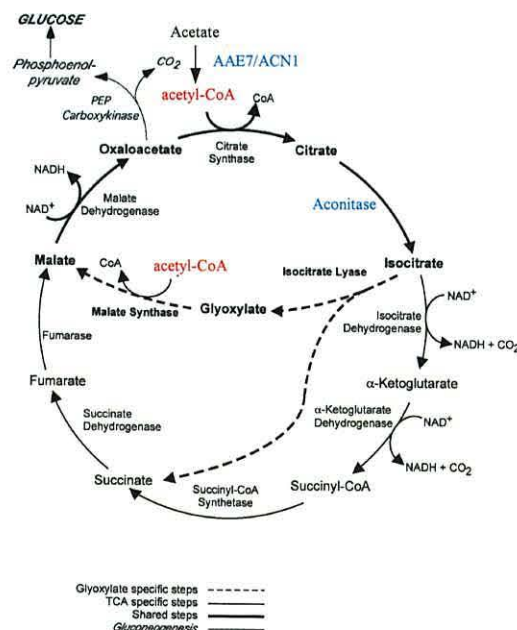 GLUCOSE
Acetate
Phosphoenol-
pyruvate
CO2
AAE7/ACN1
acetyl-CoA
CoA
PEP
Carboxykinase
Oxaloacetate
Citrate
Synthase
Citrate
NADH
NAD+
Malate
Dehydrogenase
Aconitase
Malate
CoA
acetyl-CoA
Isocitrate Lyase
Isocitrate
Malate Synthase
Glyoxylate
NAD+
Isocitrate
Dehydrogenase
NADH + CO2
Fumarase
Fumarate
α-Ketoglutarate
Succinate
Dehydrogenase
α-Ketoglutarate
Dehydrogenase
NAD+
NADH + CO2
Succinate
Succinyl-CoA
Synthetase
Succinyl-CoA
Glyoxylate specific steps
TCA specific steps
Shared steps
Gluconeogenesis